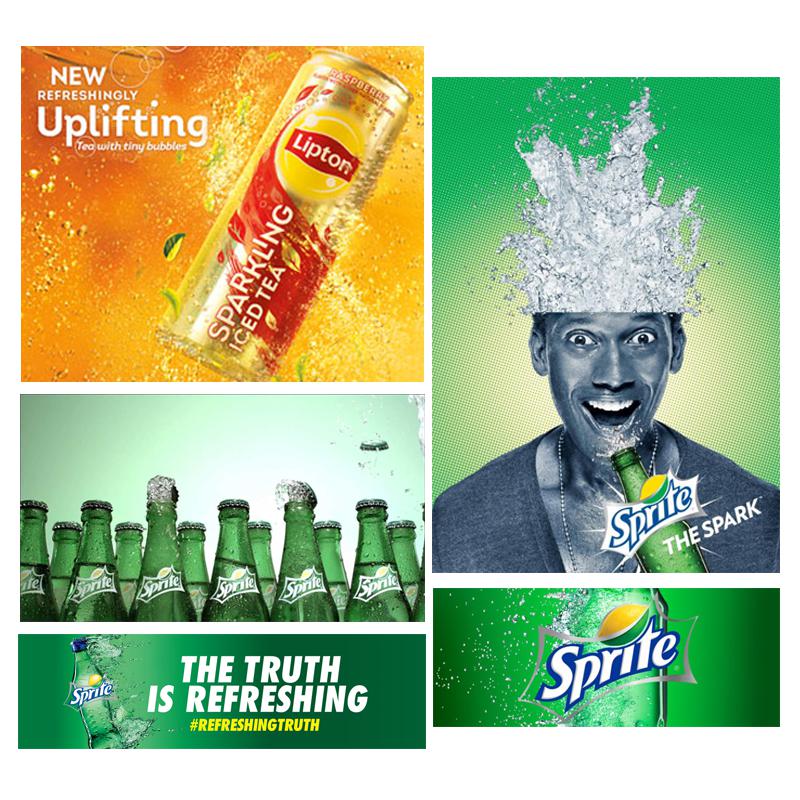 NEW
REFRESHINGLY
Uplifting
Tea with tiny bubbles
RASPBERRY
Lipton
SPARKLING
ICED TEA
Sprite
THE SPARK
Sprite
Sprite
Sprite
Sprite
Sprite
THE TRUTH
IS REFRESHING
#REFRESHINGTRUTH
Sprite